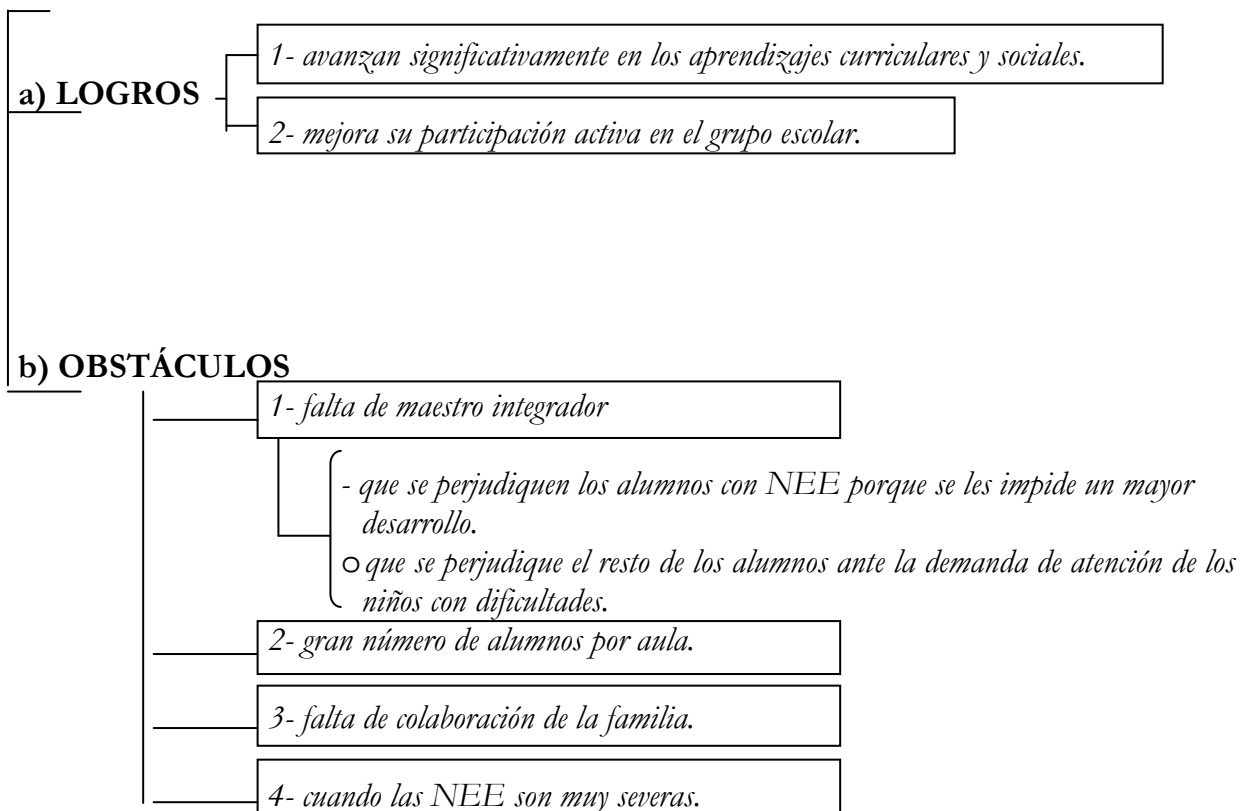 1- avanzan significativamente en los aprendizajes curriculares y sociales.
a) LOGROS
2- mejora su participación activa en el grupo escolar.
b) OBSTÁCULOS
1- falta de maestro integrador
- que se perjudiquen los alumnos con NEE porque se les impide un mayor
desarrollo.
o que se perjudique el resto de los alumnos ante la demanda de atención de los
niños con dificultades.
2- gran número de alumnos por aula.
3- falta de colaboración de la familia.
4- cuando las NEE son muy severas.